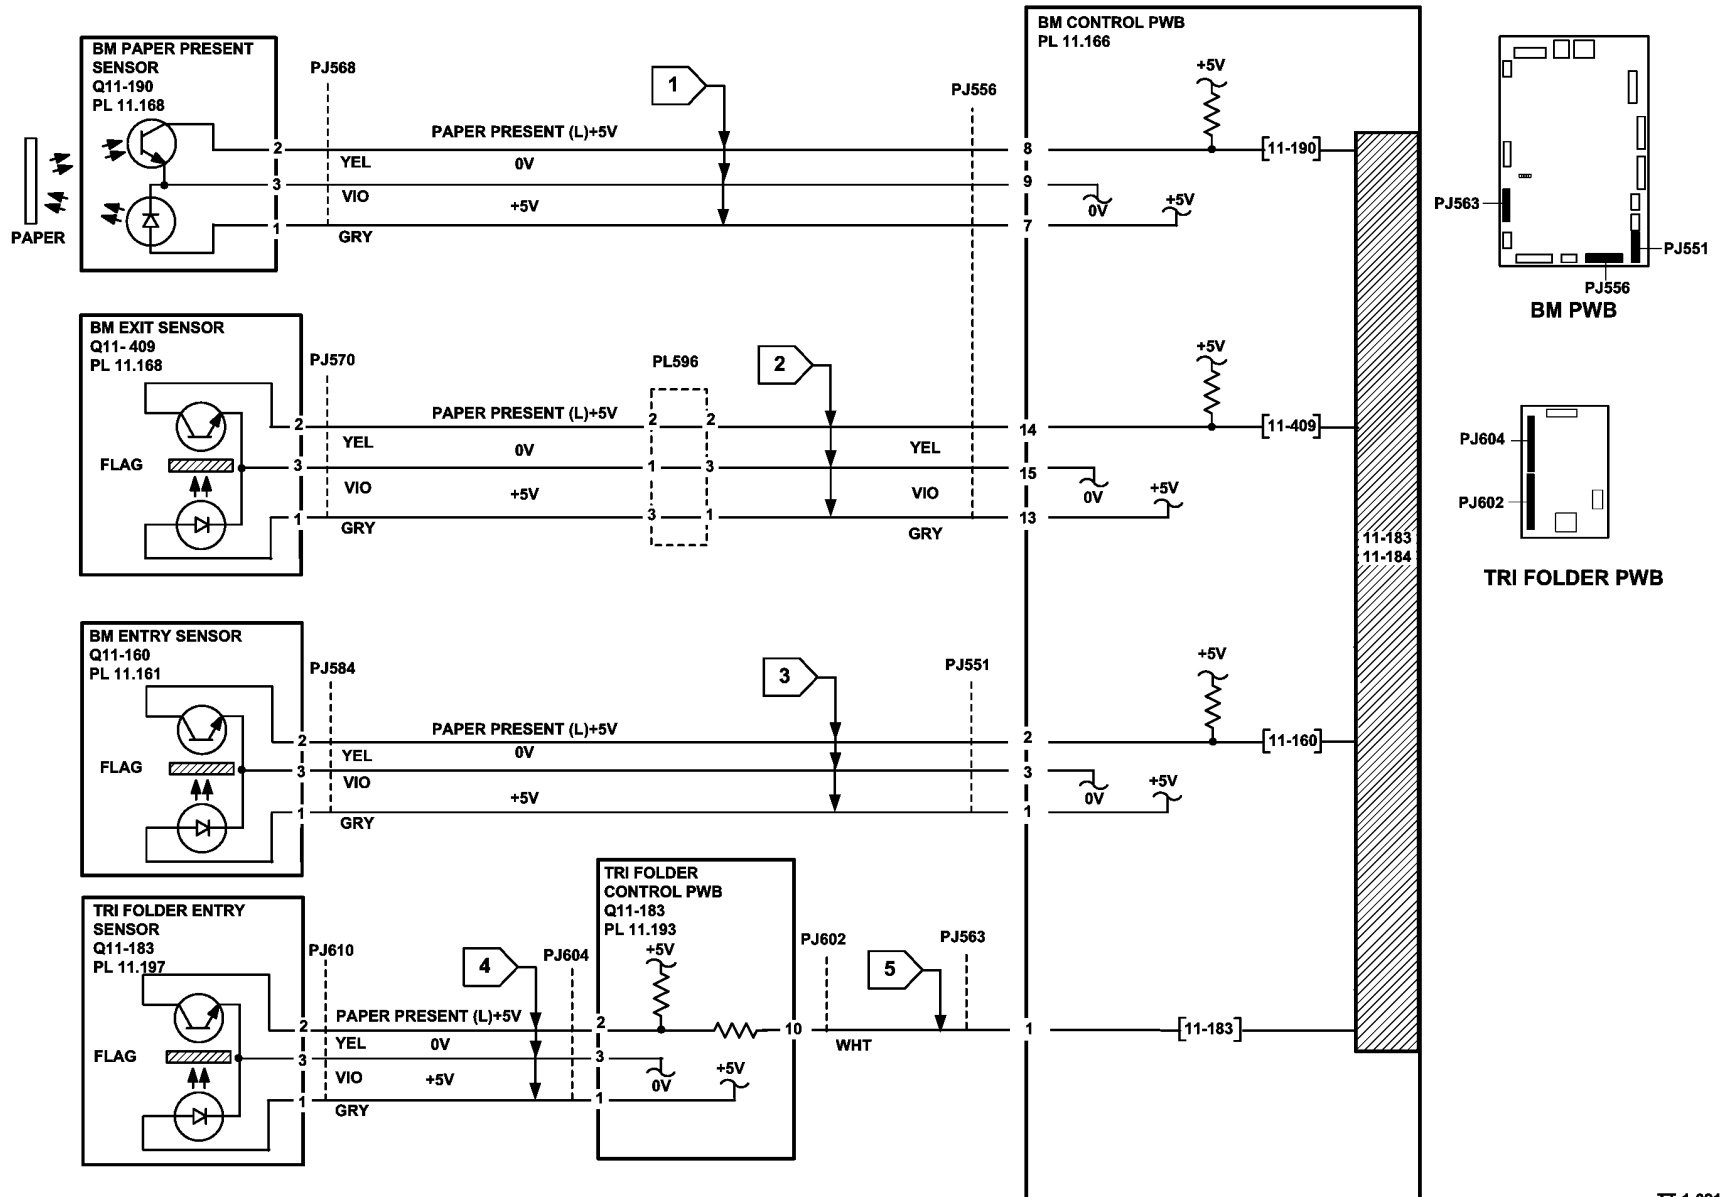 BM PAPER PRESENT
SENSOR
Q11-190
PL 11.168
PAPER
PJ568
1
PJ556
PAPER PRESENT (L)+5V
2
YEL
0V
3
VIO
+5V
1
GRY
8
9
7
BM CONTROL PWB
PL 11.166
+5V
[11-190]
0V
+5V
PJ563
PJ551
PJ556
BM PWB
BM EXIT SENSOR
Q11- 409
PL 11.168
FLAG
PJ570
PL596
2
PAPER PRESENT (L)+5V
2
2
2
YEL
0V
YEL
3
1
3
VIO
+5V
VIO
1
3
1
GRY
GRY
14
15
13
+5V
[11-409]
0V
+5V
11-183
11-184
PJ604
PJ602
TRI FOLDER PWB
BM ENTRY SENSOR
Q11-160
PL 11.161
FLAG
PJ584
3
PJ551
PAPER PRESENT (L)+5V
2
YEL
0V
3
VIO
+5V
1
GRY
2
3
1
+5V
[11-160]
0V
+5V
TRI FOLDER ENTRY
SENSOR
Q11-183
PL 11.197
FLAG
PJ610
4
PJ604
PAPER PRESENT (L)+5V
2
YEL
0V
3
VIO
+5V
1
GRY
TRI FOLDER
CONTROL PWB
Q11-183
PL 11.193
+5V
2
3
1
0V
+5V
10
PJ602
5
PJ563
WHT
1
[11-183]